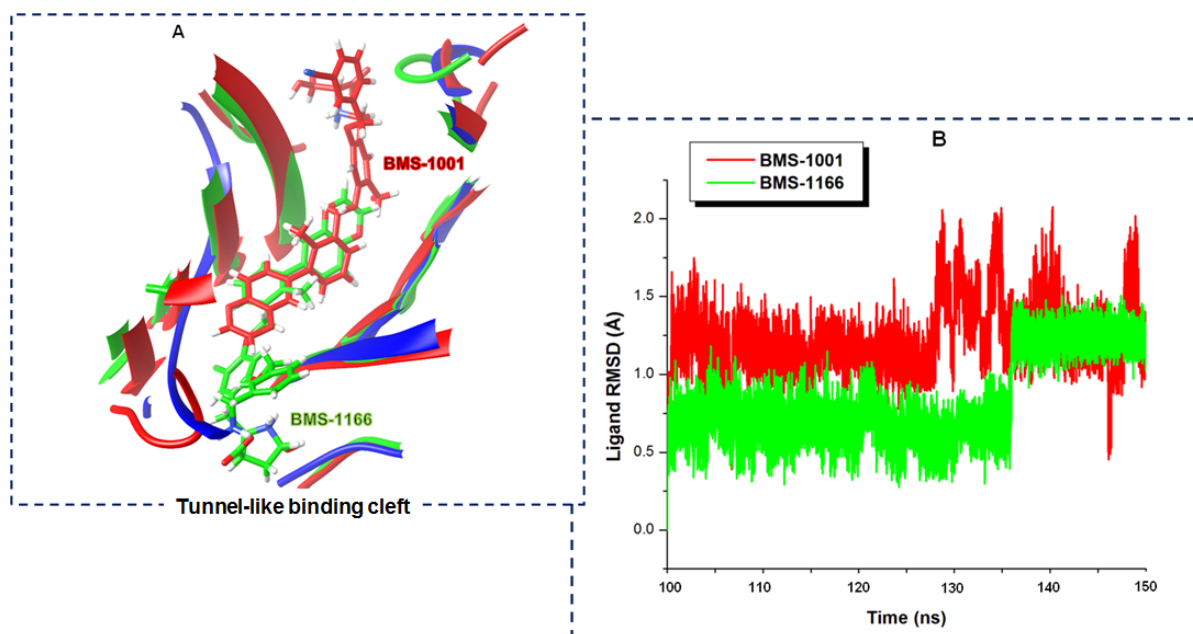 A
BMS-1001
BMS-1166
Tunnel-like binding cleft
B
BMS-1001
BMS-1166
Ligand RMSD (Å)
2.0
1.5
1.0
0.5
0.0
100 110 120 130 140 150
Time (ns)